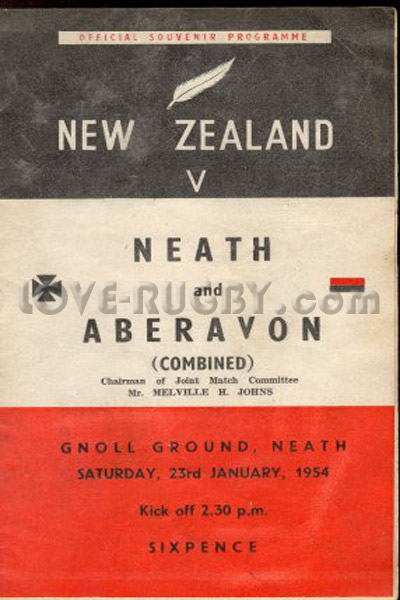 OFFICIAL SOUVENIR PROGRAMME
NEW ZEALAND
V
NEATH
and
LOVE-RUGBY.com
ABERAVON
(COMBINED)
Chairman of Joint Match Committee
Mr. MELVILLE H. JOHNS
GNOLL GROUND, NEATH
SATURDAY, 23rd JANUARY, 1954
Kick off 2.30 p.m.
SIXPENCE